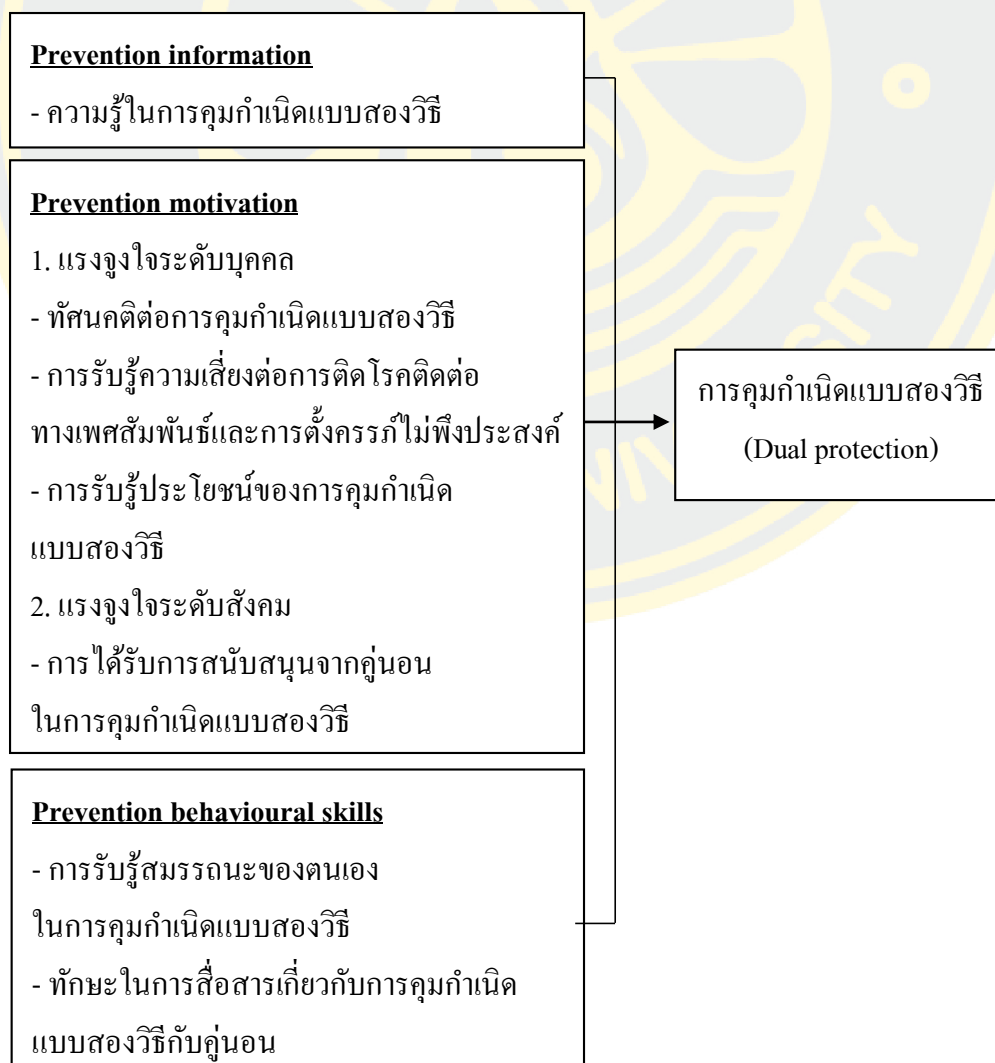 Prevention information
- ความรู้ในการคุมกำเนิดแบบสองวิธี
Prevention motivation
1. แรงจูงใจระดับบุคคล
- ทัศนคติต่อการคุมกำเนิดแบบสองวิธี
- การรับรู้ความเสี่ยงต่อการติดโรคติดต่อ
ทางเพศสัมพันธ์และการตั้งครรภ์ไม่พึงประสงค์
- การรับรู้ประโยชน์ของการคุมกำเนิด
แบบสองวิธี
2. แรงจูงใจระดับสังคม
- การได้รับการสนับสนุนจากคู่นอน
ในการคุมกำเนิดแบบสองวิธี
Prevention behavioural skills
- การรับรู้สมรรถนะของตนเอง
ในการคุมกำเนิดแบบสองวิธี
- ทักษะในการสื่อสารเกี่ยวกับการคุมกำเนิด
แบบสองวิธีกับคู่นอน
การคุมกำเนิดแบบสองวิธี
(Dual protection)